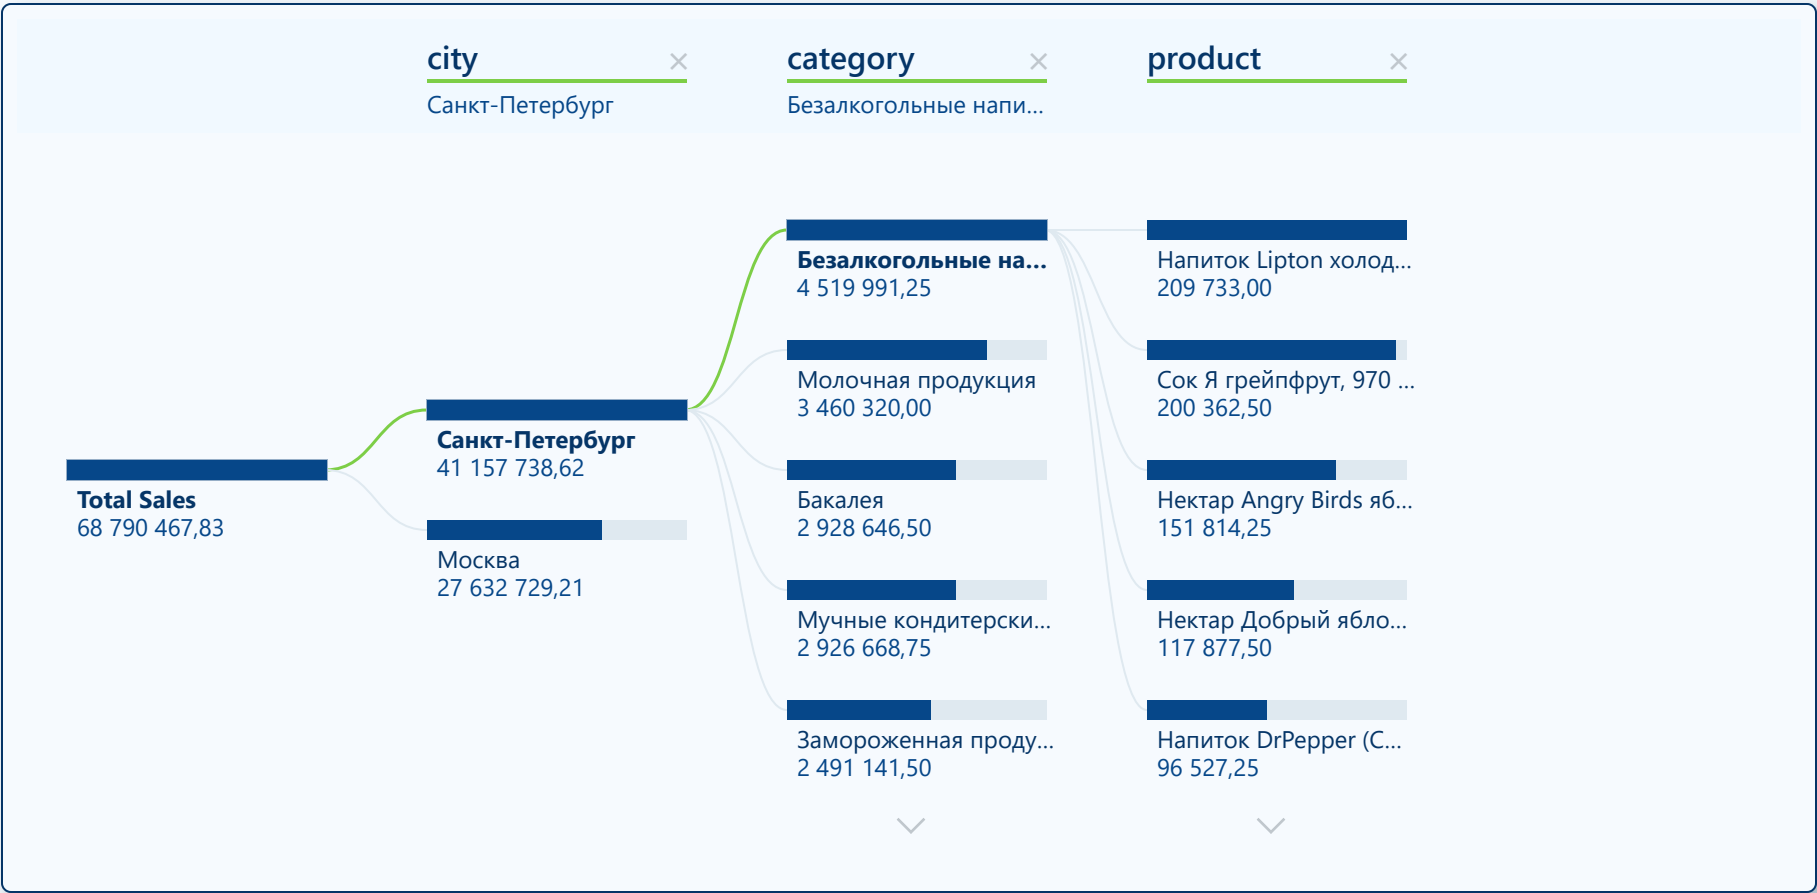 city
category
product
Санкт-Петербург
Безалкогольные напи...
Total Sales
68 790 467,83
Санкт-Петербург
41 157 738,62
Москва
27 632 729,21
Безалкогольные на...
4 519 991,25
Молочная продукция
3 460 320,00
Бакалея
2 928 646,50
Мучные кондитерски...
2 926 668,75
Замороженная проду...
2 491 141,50
Напиток Lipton холод...
209 733,00
Сок Я грейпфрут, 970 ...
200 362,50
Нектар Angry Birds яб...
151 814,25
Нектар Добрый ябло...
117 877,50
Напиток DrPepper (С...
96 527,25